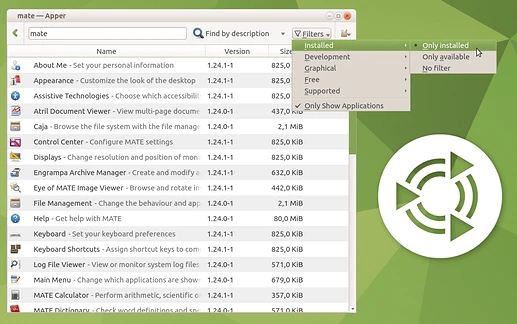 mate — Apper
mate
Find by description
Filters
Name Version Siz
About Me - Set your personal information 1.24.1-1 825,0 K
Appearance - Customize the look of the desktop 1.24.1-1 825,0 K
Assistive Technologies - Choose which accessibilit 1.24.1-1 825,0 K
Atril Document Viewer - View multi-page docume 1.24.0-1 437,0 KiB
Caja - Browse the file system with the file manage 1.24.0-1 2,1 MiB
Control Center - Configure MATE settings 1.24.1-1 825,0 KiB
Displays - Change resolution and position of mona 1.24.1-1 825,0 KiB
Engrampa Archive Manager - Create and modify a 1.24.0-1 632,0 KiB
Eye of MATE Image Viewer - Browse and rotate in 1.24.0-1 442,0 KiB
File Management - Change the behaviour and app 1.24.0-1 2,1 MiB
Help - Get help with MATE 1.24.0-1 80,0 MiB
Keyboard - Set your keyboard preferences 1.24.1-1 825,0 KiB
Keyboard Shortcuts - Assign shortcut keys to com 1.24.1-1 825,0 KiB
Log File Viewer - View or monitor system log files 1.24.0-1 571,0 KiB
Main Menu - Change which applications are show 1.24.0-1 679,0 KiB
MATE Calculator - Perform arithmetic, scientific o 1.24.1-1 357,0 KiB
MATE Dictionary - Check word definitions and spe 1.24.0-1 571,0 KiB
Installed
Development
Graphical
Free
Supported
Only Show Applications
Only installed
Only available
No filter